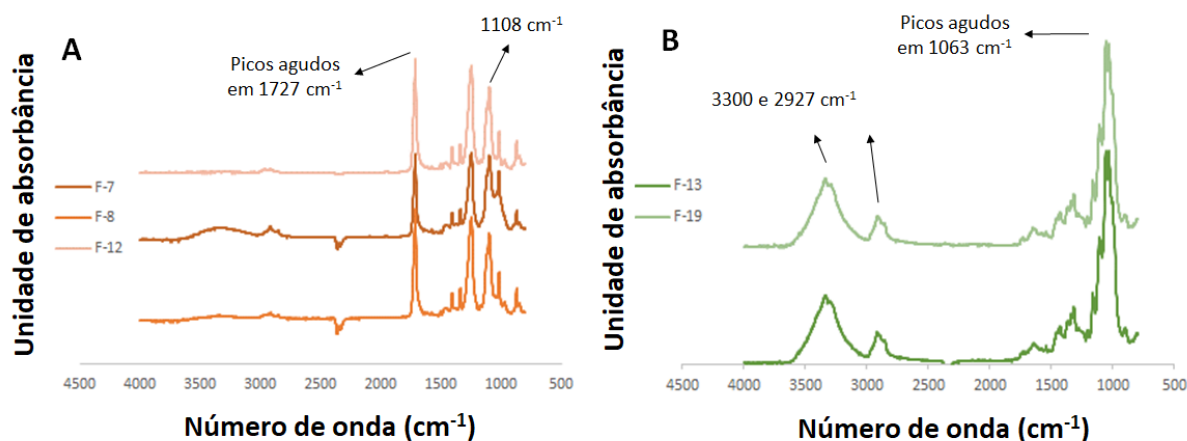 A
1108 cm⁻¹
Picos agudos
em 1727 cm⁻¹
Unidade de absorbância
F-7
F-8
F-12
4500 4000 3500 3000 2500 2000 1500 1000 500
Número de onda (cm⁻¹)
B
Picos agudos
em 1063 cm⁻¹
3300 e 2927 cm⁻¹
Unidade de absorbância
F-13
F-19
4500 4000 3500 3000 2500 2000 1500 1000 500
Número de onda (cm⁻¹)